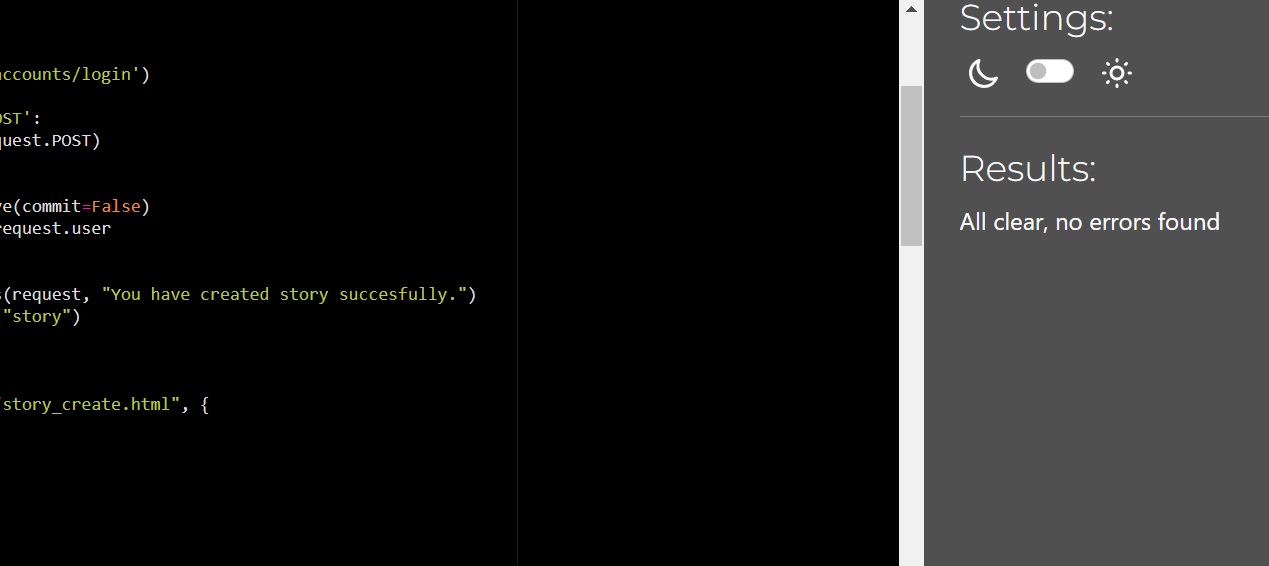 ccounts/login')
OST':
quest.POST)
ve(commit=False)
request.user
s(request, "You have created story succesfully.")
"story")
story_create.html", {
Settings:
Results:
All clear, no errors found